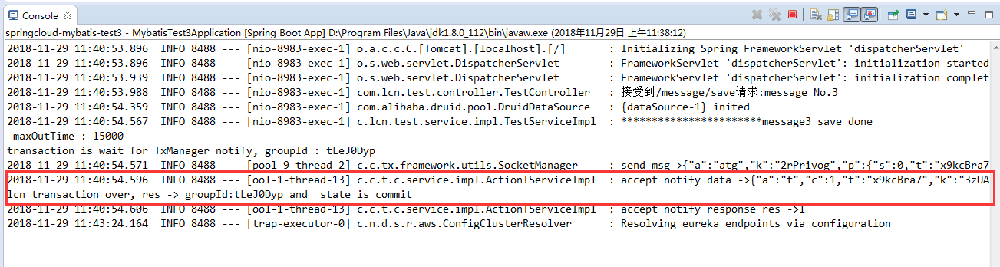 Console
springcloud-mybatis-test3 - MybatisTest3Application [Spring Boot App] D:\Program Files\Java\jdk1.8.0_112\bin\javaw.exe (2018年11月29日 上午11:38:12)
2018-11-29 11:40:53.896  INFO 8488 --- [nio-8983-exec-1] o.a.c.c.C.[Tomcat].[localhost].[/]       : Initializing Spring FrameworkServlet 'dispatcherServlet'
2018-11-29 11:40:53.896  INFO 8488 --- [nio-8983-exec-1] o.s.web.servlet.DispatcherServlet        : FrameworkServlet 'dispatcherServlet': initialization started
2018-11-29 11:40:53.939  INFO 8488 --- [nio-8983-exec-1] o.s.web.servlet.DispatcherServlet        : FrameworkServlet 'dispatcherServlet': initialization complet
2018-11-29 11:40:53.988  INFO 8488 --- [nio-8983-exec-1] com.lcn.test.controller.TestController   : 接受到/message/save请求:message No.3
2018-11-29 11:40:54.359  INFO 8488 --- [nio-8983-exec-1] com.alibaba.druid.pool.DruidDataSource   : {dataSource-1} inited
2018-11-29 11:40:54.567  INFO 8488 --- [nio-8983-exec-1] c.lcn.test.service.impl.TestServiceImpl  : ***********************message3 save done
maxOutTime : 15000
transaction is wait for TxManager notify, groupId : tLeJ0Dyp
2018-11-29 11:40:54.571  INFO 8488 --- [pool-9-thread-2] c.c.tx.framework.utils.SocketManager     : send-msg->{"a":"atg","k":"2rPrivog","p":{"s":0,"t":"x9kcBra7
2018-11-29 11:40:54.596  INFO 8488 --- [ool-1-thread-13] c.c.t.c.service.impl.ActionTServiceImpl  : accept notify data ->{"a":"t","c":1,"t":"x9kcBra7","k":"3zUA
lcn transaction over, res -> groupId:tLeJ0Dyp and  state is commit
2018-11-29 11:40:54.606  INFO 8488 --- [ool-1-thread-13] c.c.t.c.service.impl.ActionTServiceImpl  : accept notify response res ->1
2018-11-29 11:43:24.164  INFO 8488 --- [trap-executor-0] c.n.d.s.r.aws.ConfigClusterResolver      : Resolving eureka endpoints via configuration